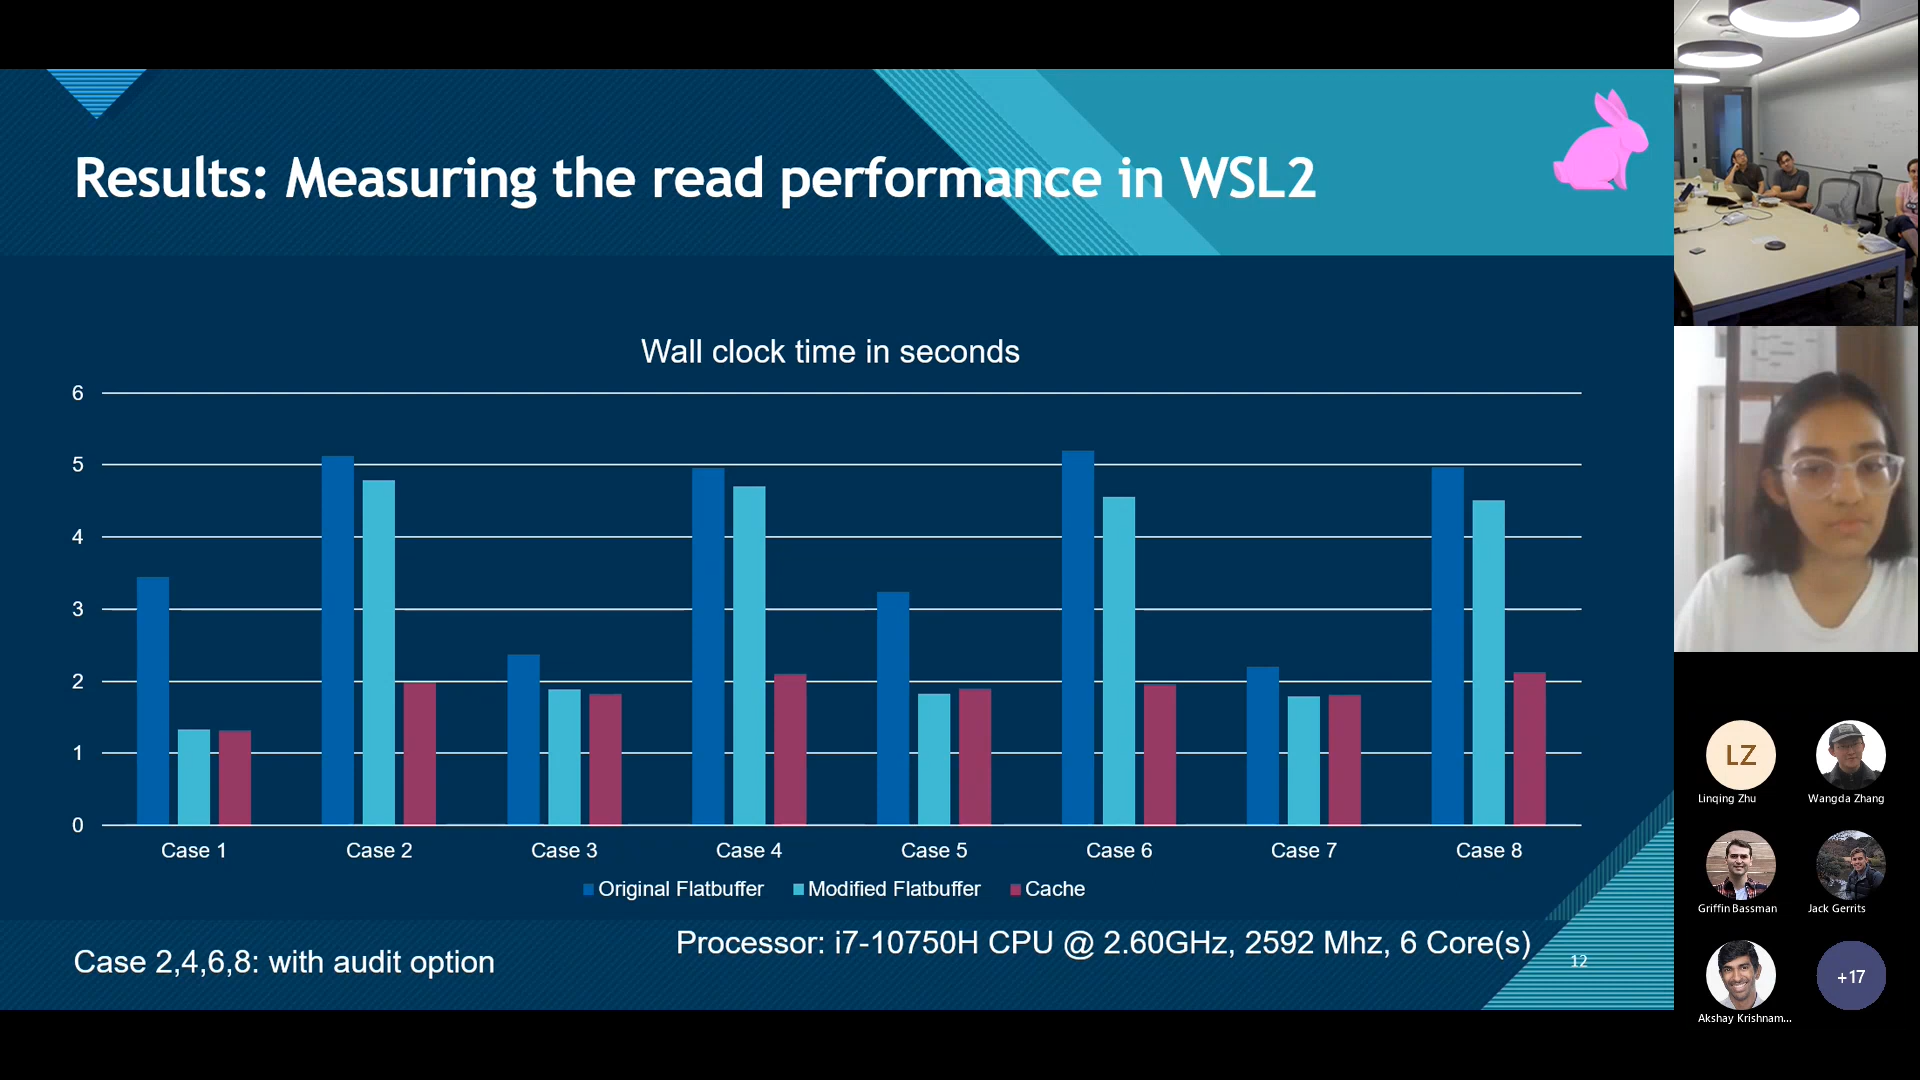 Results: Measuring the read performance in WSL2
Wall clock time in seconds
6
5
4
3
2
1
0
Case 1 Case 2 Case 3 Case 4 Case 5 Case 6 Case 7 Case 8
Original Flatbuffer Modified Flatbuffer Cache
Case 2,4,6,8: with audit option
Processor: i7-10750H CPU @ 2.60GHz, 2592 Mhz, 6 Core(s)
12
LZ
Linqing Zhu
Wangda Zhang
Griffin Bassman
Jack Gerrits
Akshay Krishnam...
+17